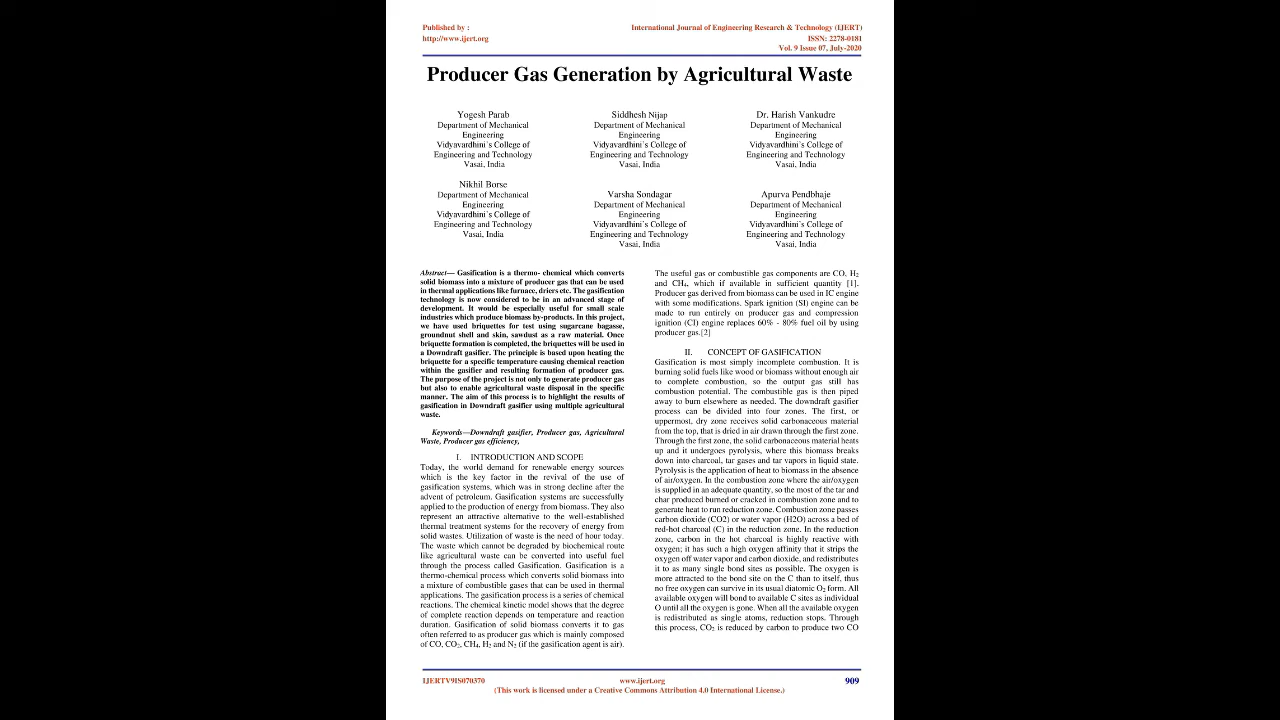 Published by :
http://www.ijert.org
International Journal of Engineering Research & Technology (IJERT)
ISSN: 2278-0181
Vol. 9 Issue 07, July-2020
Producer Gas Generation by Agricultural Waste
Yogesh Parab
Department of Mechanical
Engineering
Vidyavardhini`s College of
Engineering and Technology
Vasai, India
Siddhesh Nijap
Department of Mechanical
Engineering
Vidyavardhini`s College of
Engineering and Technology
Vasai, India
Dr. Harish Vankudre
Department of Mechanical
Engineering
Vidyavardhini`s College of
Engineering and Technology
Vasai, India
Nikhil Borse
Department of Mechanical
Engineering
Vidyavardhini`s College of
Engineering and Technology
Vasai, India
Varsha Sondagar
Department of Mechanical
Engineering
Vidyavardhini`s College of
Engineering and Technology
Vasai, India
Apurva Pendbhaje
Department of Mechanical
Engineering
Vidyavardhini`s College of
Engineering and Technology
Vasai, India
Abstract— Gasification is a thermo- chemical which converts
solid biomass into a mixture of producer gas that can be used
in thermal applications like furnace, driers etc. The gasification
technology is now considered to be in an advanced stage of
development. It would be especially useful for small scale
industries which produce biomass by-products. In this project,
we have used briquettes for test using sugarcane bagasse,
groundnut shell and skin, sawdust as a raw material. Once
briquette formation is completed, the briquettes will be used in
a Downdraft gasifier. The principle is based upon heating the
briquette for a specific temperature causing chemical reaction
within the gasifier and resulting formation of producer gas.
The purpose of the project is not only to generate producer gas
but also to enable agricultural waste disposal in the specific
manner. The aim of this process is to highlight the results of
gasification in Downdraft gasifier using multiple agricultural
waste.
Keywords—Downdraft gasifier, Producer gas, Agricultural
Waste, Producer gas efficiency,
I. INTRODUCTION AND SCOPE
Today, the world demand for renewable energy sources
which is the key factor in the revival of the use of
gasification systems, which was in strong decline after the
advent of petroleum. Gasification systems are successfully
applied to the production of energy from biomass. They also
represent an attractive alternative to the well-established
thermal treatment systems for the recovery of energy from
solid wastes. Utilization of waste is the need of hour today.
The waste which cannot be degraded by biochemical route
like agricultural waste can be converted into useful fuel
through the process called Gasification. Gasification is a
thermo-chemical process which converts solid biomass into
a mixture of combustible gases that can be used in thermal
applications. The gasification process is a series of chemical
reactions. The chemical kinetic model shows that the degree
of complete reaction depends on temperature and reaction
duration. Gasification of solid biomass converts it to gas
often referred to as producer gas which is mainly composed
of CO, CO₂, CH₄, H₂ and N₂ (if the gasification agent is air).
The useful gas or combustible gas components are CO, H₂
and CH₄, which if available in sufficient quantity [1].
Producer gas derived from biomass can be used in IC engine
with some modifications. Spark ignition (SI) engine can be
made to run entirely on producer gas and compression
ignition (CI) engine replaces 60% - 80% fuel oil by using
producer gas.[2]
II. CONCEPT OF GASIFICATION
Gasification is most simply incomplete combustion. It is
burning solid fuels like wood or biomass without enough air
to complete combustion, so the output gas still has
combustion potential. The combustible gas is then piped
away to burn elsewhere as needed. The downdraft gasifier
process can be divided into four zones. The first, or
uppermost, dry zone receives solid carbonaceous material
from the top, that is dried in air drawn through the first zone.
Through the first zone, the solid carbonaceous material heats
up and it undergoes pyrolysis, where this biomass breaks
down into charcoal, tar gases and tar vapors in liquid state.
Pyrolysis is the application of heat to biomass in the absence
of air/oxygen. In the combustion zone where the air/oxygen
is supplied in an adequate quantity, so the most of the tar and
char produced burned or cracked in combustion zone and to
generate heat to run reduction zone. Combustion zone passes
carbon dioxide (CO2) or water vapor (H2O) across a bed of
red-hot charcoal (C) in the reduction zone. In the reduction
zone, carbon in the hot charcoal is highly reactive with
oxygen; it has such a high oxygen affinity that it strips the
oxygen off water vapor and carbon dioxide, and redistributes
it to as many single bond sites as possible. The oxygen is
more attracted to the bond site on the C than to itself, thus
no free oxygen can survive in its usual diatomic O₂ form. All
available oxygen will bond to available C sites as individual
O until all the oxygen is gone. When all the available oxygen
is redistributed as single atoms, reduction stops. Through
this process, CO₂ is reduced by carbon to produce two CO
IJERTV9IS070370
www.ijert.org
(This work is licensed under a Creative Commons Attribution 4.0 International License.)
909